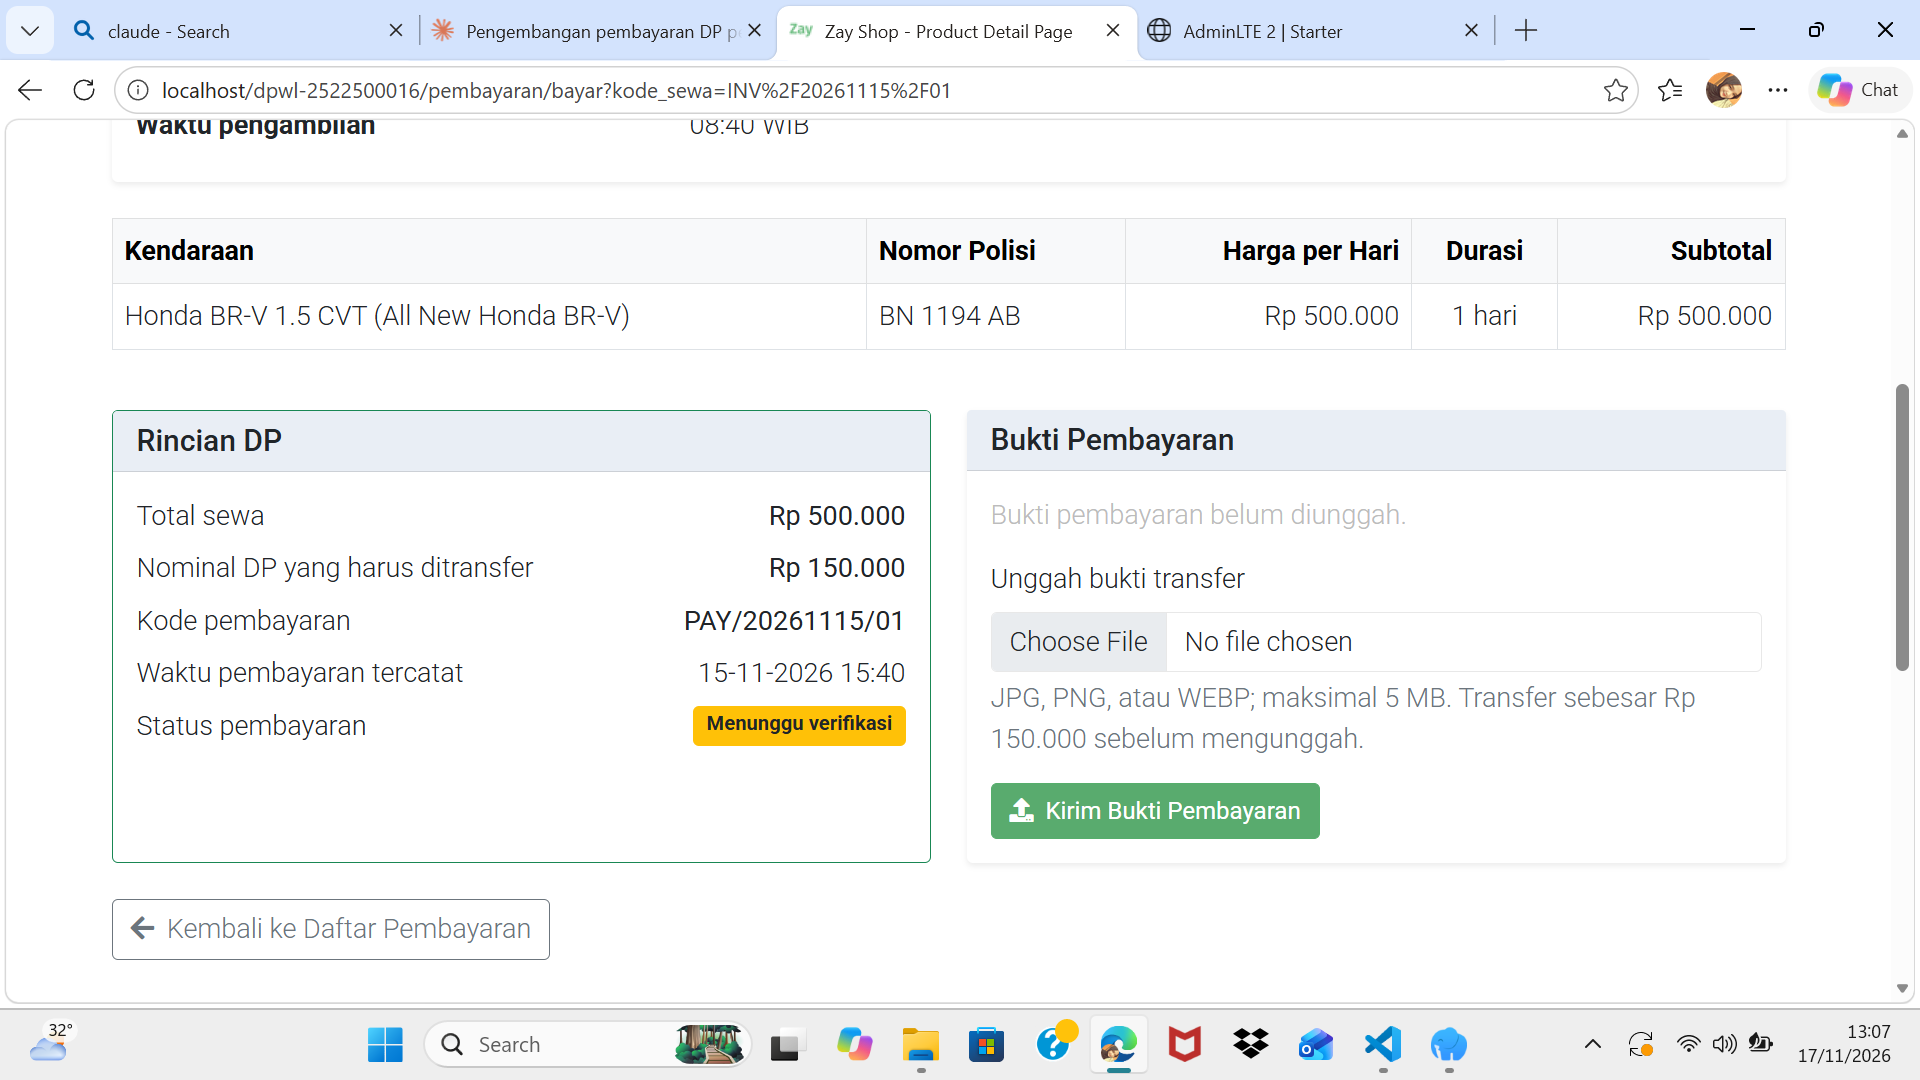 claude - Search
Pengembangan pembayaran DP p
Zay
Zay Shop - Product Detail Page
AdminLTE 2 | Starter
localhost/dpwl-2522500016/pembayaran/bayar?kode_sewa=INV%2F20261115%2F01
Chat
Waktu pengambilan 08:40 WIB
Kendaraan Nomor Polisi Harga per Hari Durasi Subtotal
Honda BR-V 1.5 CVT (All New Honda BR-V) BN 1194 AB Rp 500.000 1 hari Rp 500.000
Rincian DP
Total sewa Rp 500.000
Nominal DP yang harus ditransfer Rp 150.000
Kode pembayaran PAY/20261115/01
Waktu pembayaran tercatat 15-11-2026 15:40
Status pembayaran Menunggu verifikasi
Bukti Pembayaran
Bukti pembayaran belum diunggah.
Unggah bukti transfer
Choose File No file chosen
JPG, PNG, atau WEBP; maksimal 5 MB. Transfer sebesar Rp
150.000 sebelum mengunggah.
Kirim Bukti Pembayaran
Kembali ke Daftar Pembayaran
32°
Search
13:07
17/11/2026